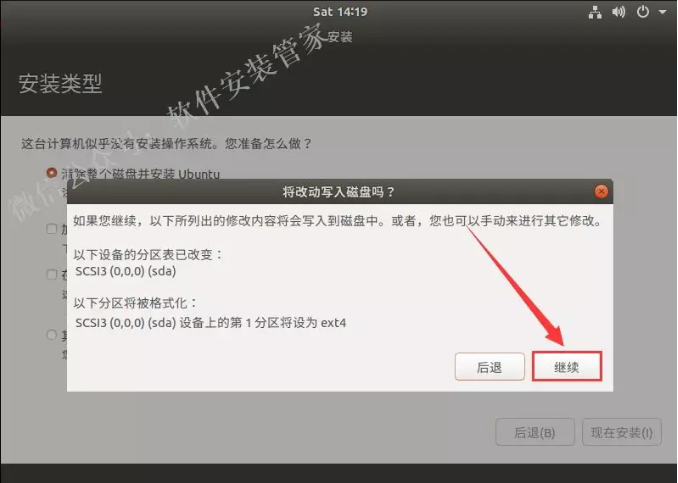 Sat 14:19
安装
安装类型
这台计算机似乎没有安装操作系统。您准备怎么做？
清除整个磁盘并安装 Ubuntu
将改动写入磁盘吗？
如果您继续，以下所列出的修改内容将会写入到磁盘中。或者，您也可以手动来进行其它修改。
以下设备的分区表已改变：
SCSI3 (0,0,0) (sda)
以下分区将被格式化：
SCSI3 (0,0,0) (sda) 设备上的第 1 分区将设为 ext4
后退
继续
后退(B)
现在安装(I)
微信公众号：软件安装管家